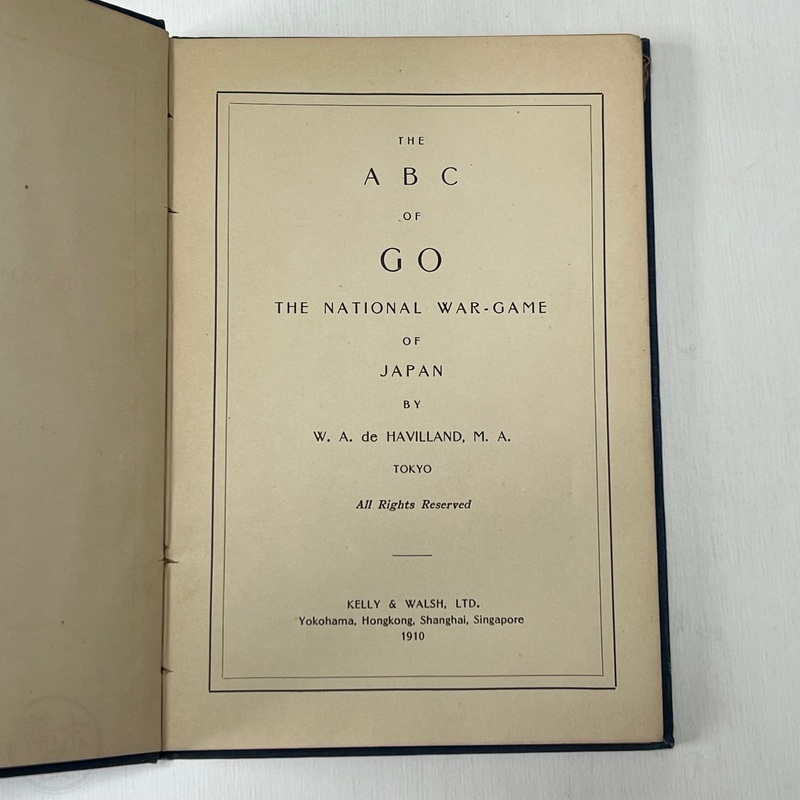 THE
A B C
OF
GO
THE NATIONAL WAR-GAME
OF
JAPAN
BY
W. A. de HAVILLAND, M. A.
TOKYO
All Rights Reserved
KELLY & WALSH, LTD.
Yokohama, Hongkong, Shanghai, Singapore
1910